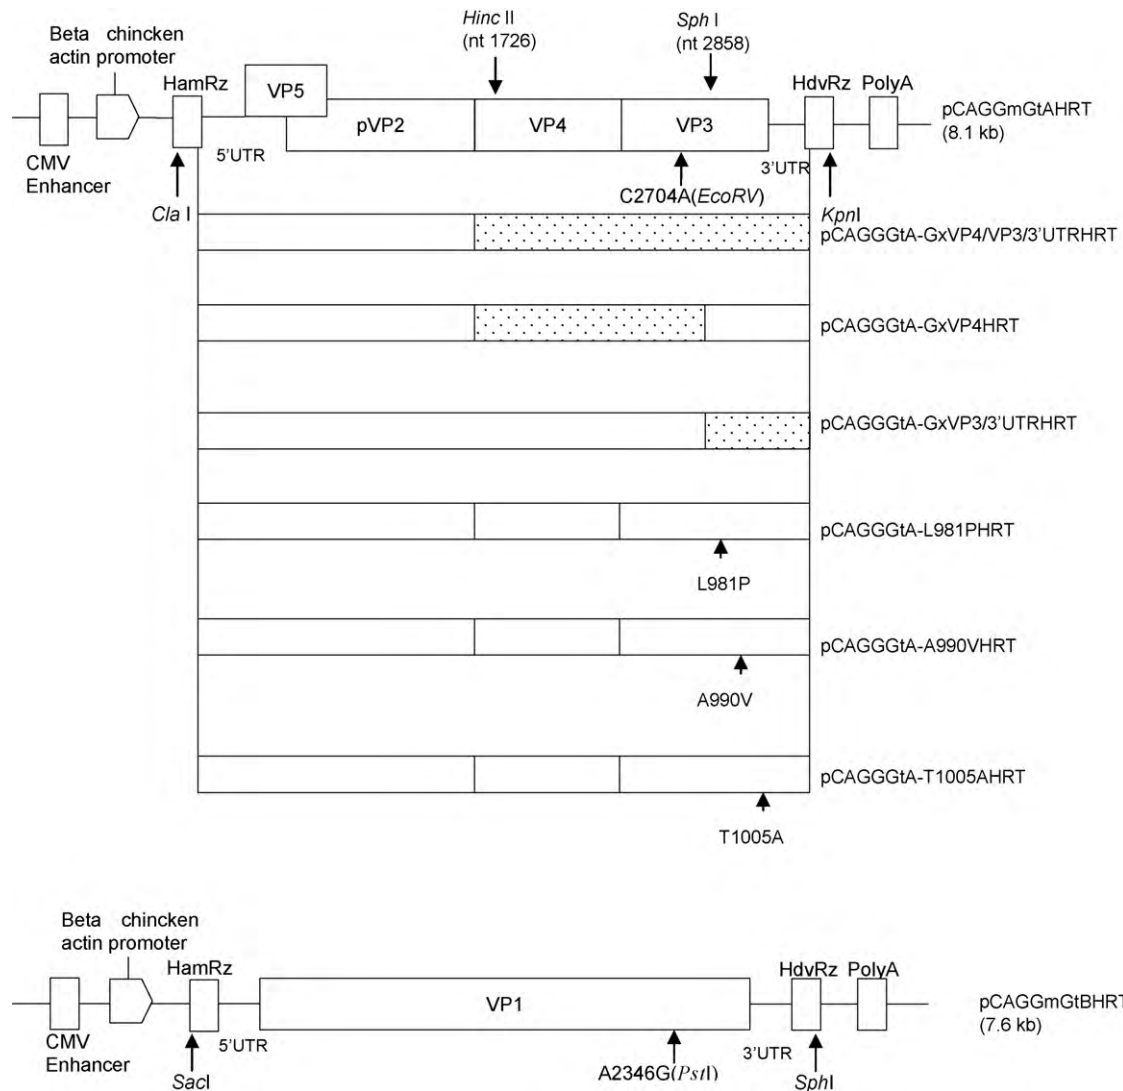 Beta chincken
actin promoter
HamRz
Hinc II
(nt 1726)
Sph I
(nt 2858)
HdvRz
PolyA
VP5
pVP2
VP4
VP3
pCAGGmGtAHRT
(8.1 kb)
CMV
Enhancer
5'UTR
3'UTR
Cla I
C2704A(EcoRV)
KpnI
pCAGGGtA-GxVP4/VP3/3'UTRHRT
pCAGGGtA-GxVP4HRT
pCAGGGtA-GxVP3/3'UTRHRT
pCAGGGtA-L981PHRT
L981P
pCAGGGtA-A990VHRT
A990V
pCAGGGtA-T1005AHRT
T1005A
Beta chincken
actin promoter
HamRz
HdvRz
PolyA
VP1
pCAGGmGtBHRT
(7.6 kb)
CMV
Enhancer
5'UTR
3'UTR
SacI
A2346G(PstI)
SphI